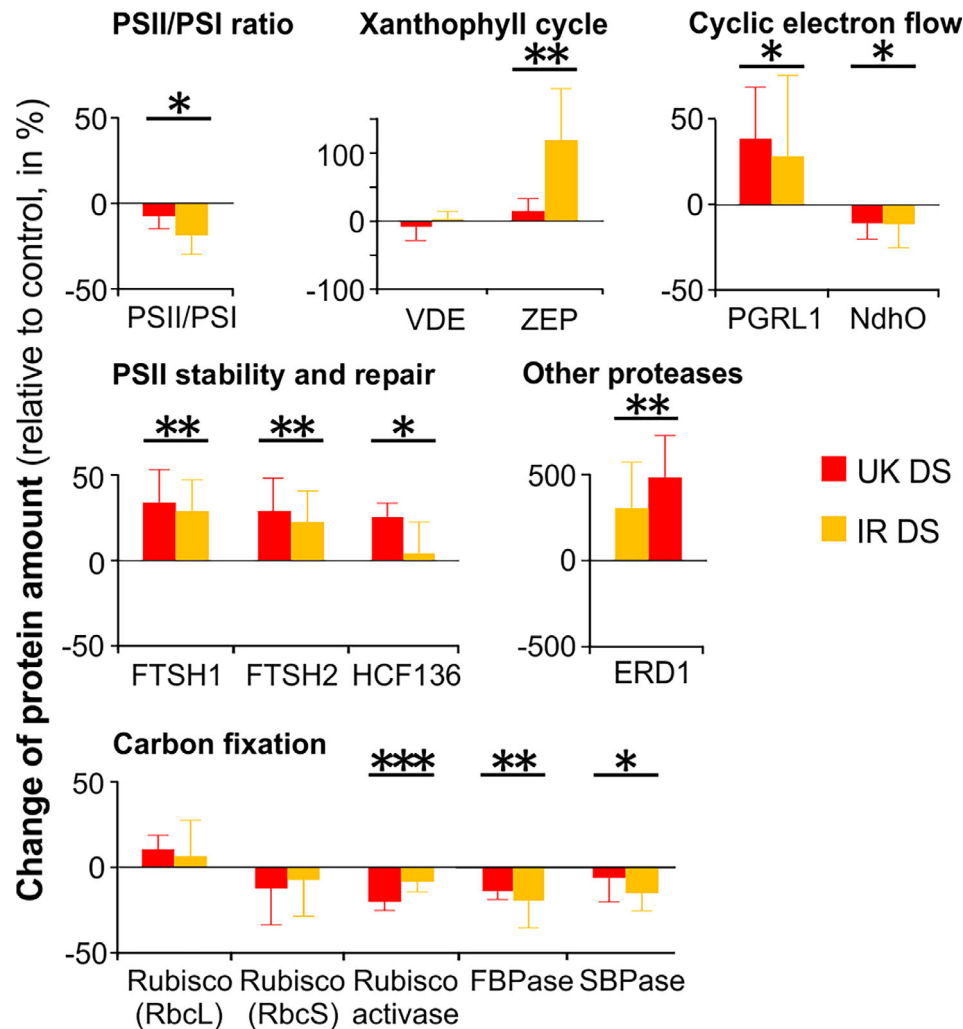 PSII/PSI ratio
Xanthophyll cycle
Cyclic electron flow
Change of protein amount (relative to control, in %)
*
**
*
*
50
0
-50
PSII/PSI
100
0
-100
VDE
ZEP
50
0
-50
PGRL1
NdhO
PSII stability and repair
Other proteases
**
**
*
**
50
0
-50
FTSH1
FTSH2
HCF136
500
0
-500
ERD1
UK DS
IR DS
Carbon fixation
***
**
*
50
0
-50
Rubisco
(RbcL)
Rubisco
(RbcS)
Rubisco
activase
FBPase
SBPase